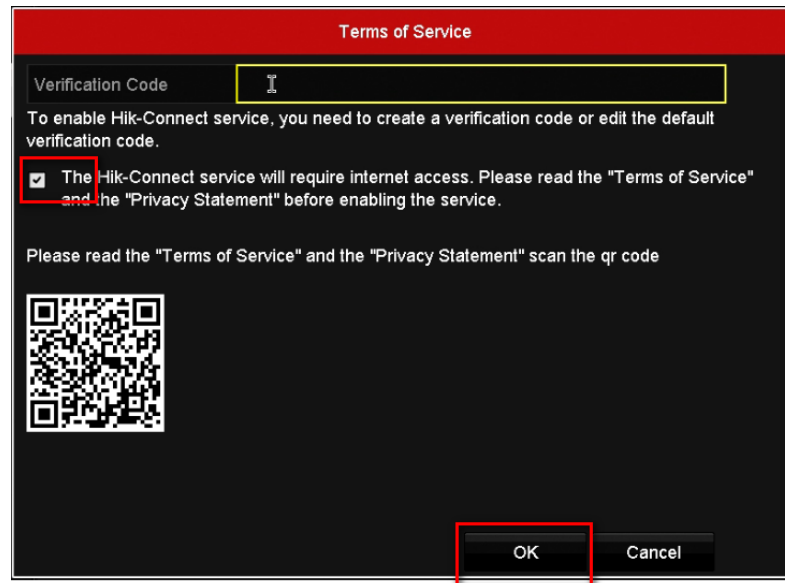 Terms of Service
Verification Code
To enable Hik-Connect service, you need to create a verification code or edit the default
verification code.
The Hik-Connect service will require internet access. Please read the "Terms of Service"
and the "Privacy Statement" before enabling the service.
Please read the "Terms of Service" and the "Privacy Statement" scan the qr code
OK Cancel